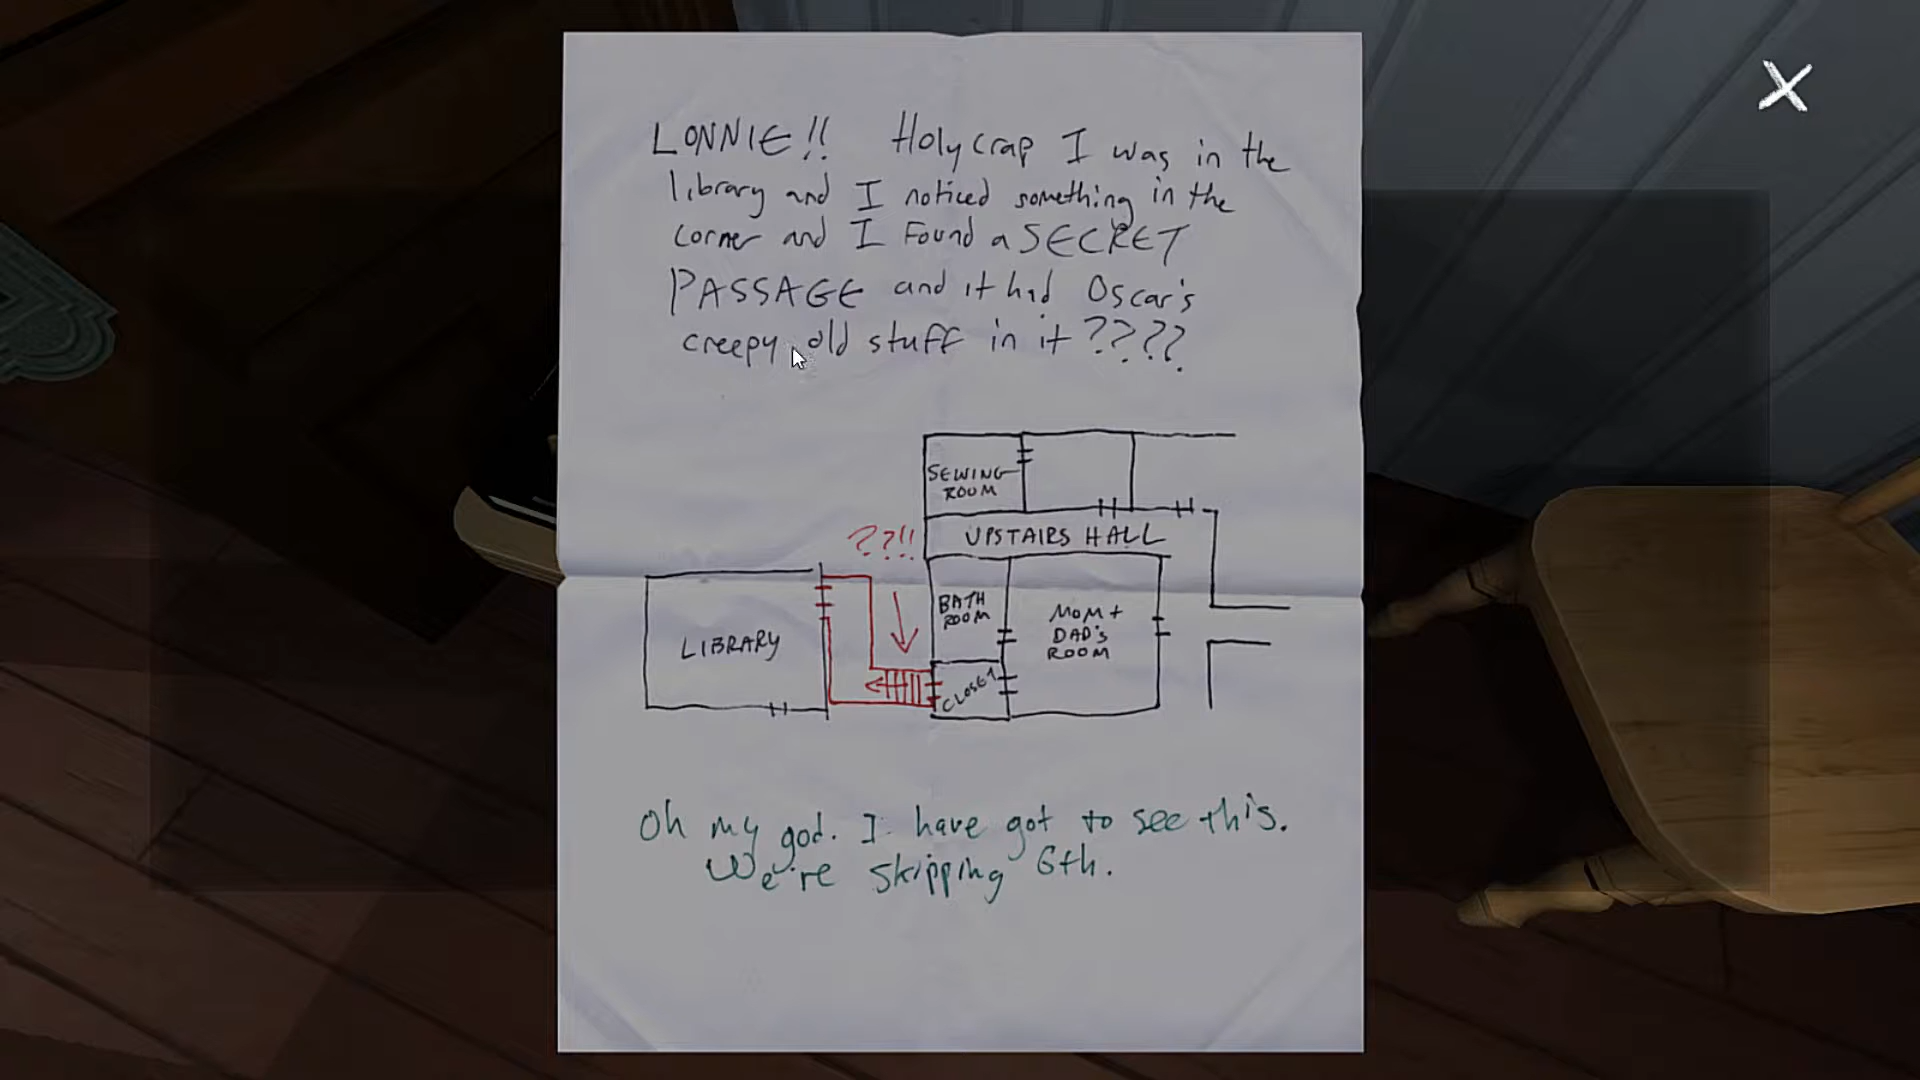 LONNIE!! Holy crap I was in the
library and I noticed something in the
corner and I Found a SECRET
PASSAGE and it had Oscar's
creepy old stuff in it ????
SEWING
ROOM
UPSTAIRS HALL
??!!
BATH
ROOM
MOM +
DAD'S
ROOM
LIBRARY
CLOSET
Oh my god. I have got to see this.
We're skipping 6th.